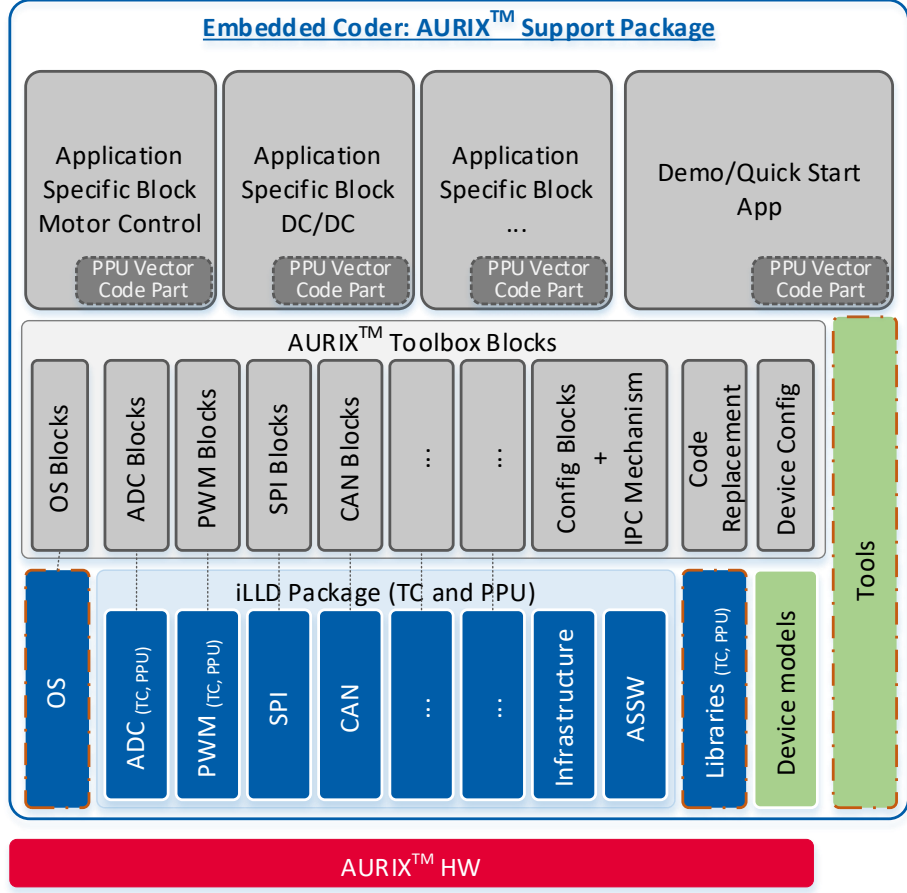 Embedded Coder: AURIX™ Support Package
Application
Specific Block
Motor Control
PPU Vector
Code Part
Application
Specific Block
DC/DC
PPU Vector
Code Part
Application
Specific Block
...
PPU Vector
Code Part
Demo/Quick Start
App
PPU Vector
Code Part
AURIX™ Toolbox Blocks
OS Blocks
ADC Blocks
PWM Blocks
SPI Blocks
CAN Blocks
...
...
Config Blocks
+
IPC Mechanism
Code
Replacement
Device Config
Tools
iLLD Package (TC and PPU)
OS
ADC (TC, PPU)
PWM (TC, PPU)
SPI
CAN
...
...
Infrastructure
ASSW
Libraries (TC, PPU)
Device models
AURIX™ HW